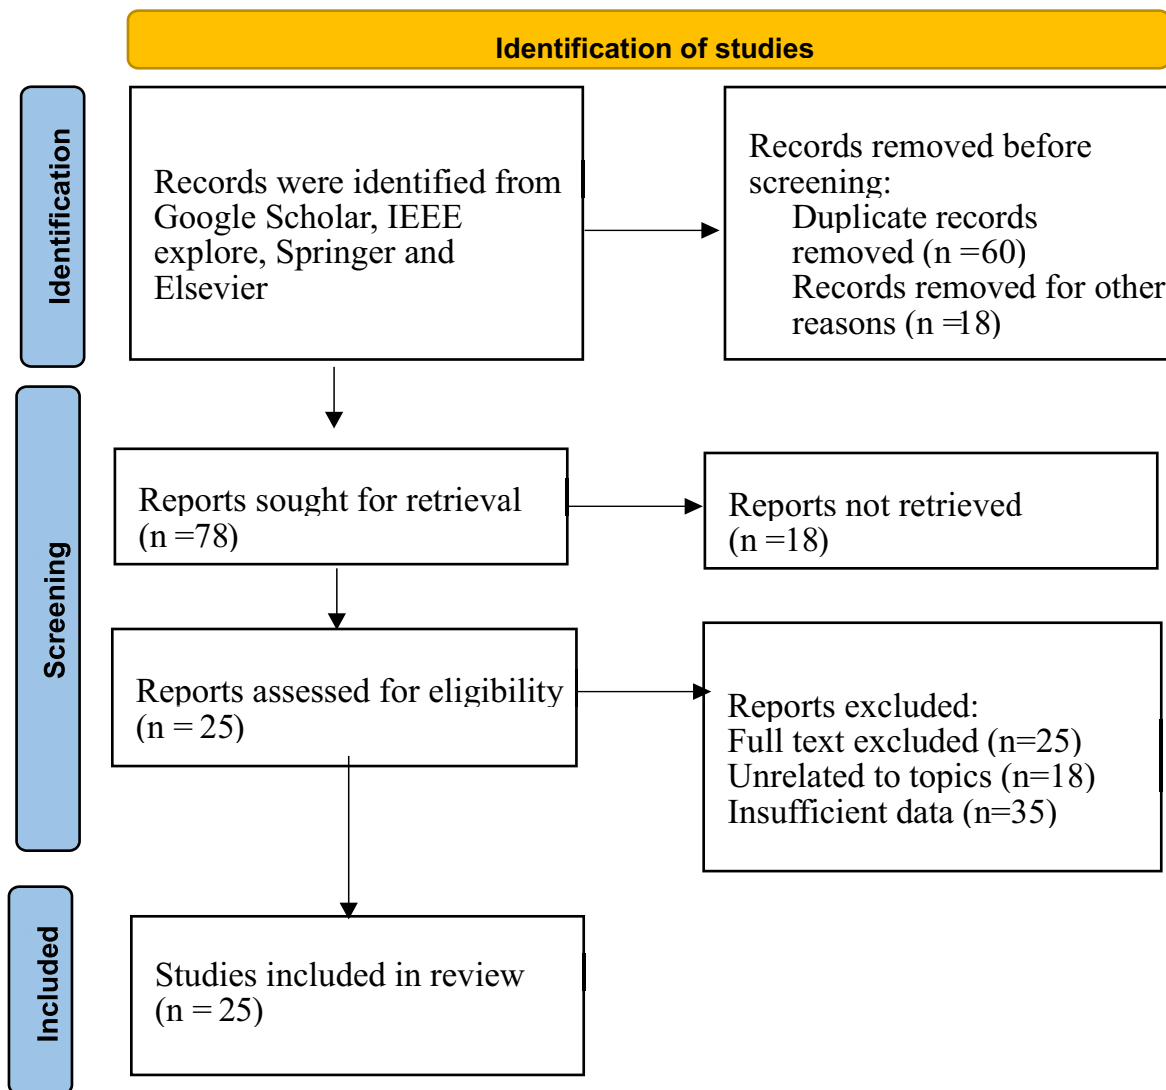 Identification of studies
Identification
Records were identified from
Google Scholar, IEEE
explore, Springer and
Elsevier
Records removed before
screening:
Duplicate records
removed (n =60)
Records removed for other
reasons (n =18)
Screening
Reports sought for retrieval
(n =78)
Reports not retrieved
(n =18)
Reports assessed for eligibility
(n = 25)
Reports excluded:
Full text excluded (n=25)
Unrelated to topics (n=18)
Insufficient data (n=35)
Included
Studies included in review
(n = 25)